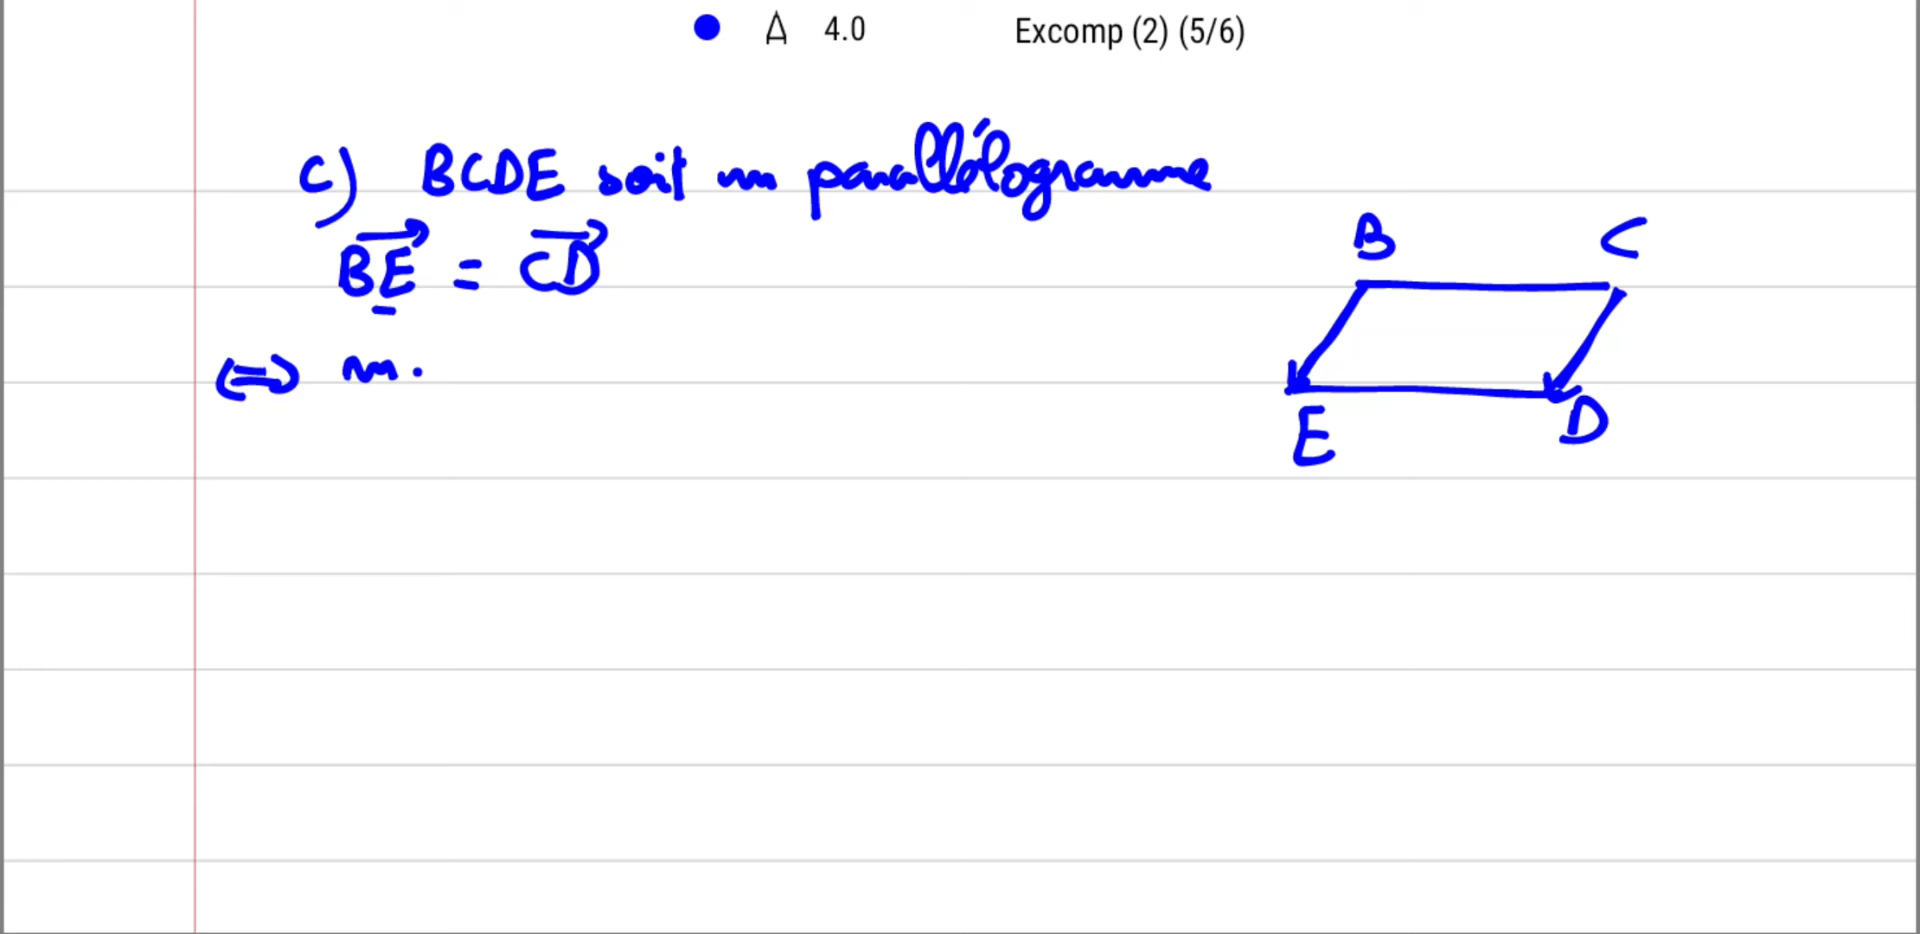 Δ 4.0 Excomp (2) (5/6)
c) BCDE soit un parallélogramme
B C
BE⃗ = CD⃗
⇔ m.
E D